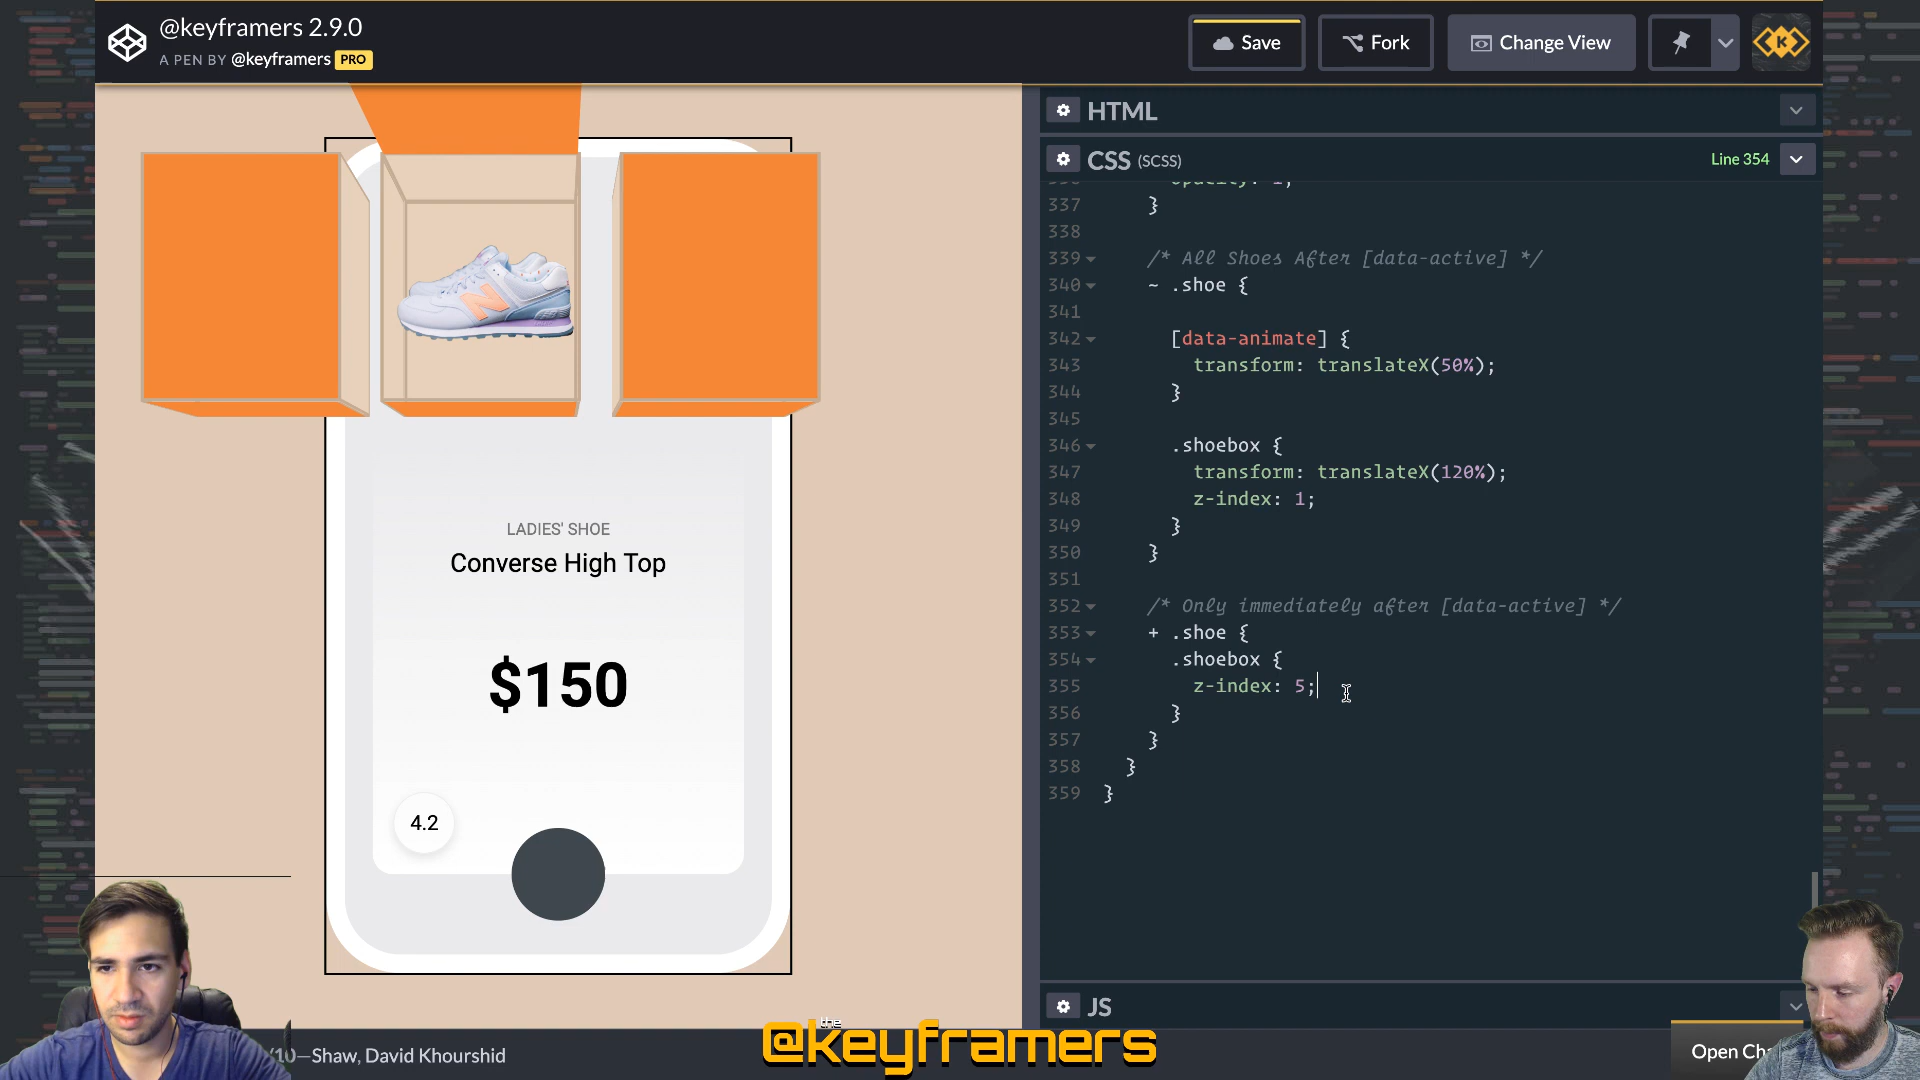 @keyframers 2.9.0
A PEN BY @keyframers PRO
Save
Fork
Change View
K
HTML
CSS (SCSS)
Line 354
337 }
338
339 /* All Shoes After [data-active] */
340 ~ .shoe {
341
342 [data-animate] {
343 transform: translateX(50%);
344 }
345
346 .shoebox {
347 transform: translateX(120%);
348 z-index: 1;
349 }
350 }
351
352 /* Only immediately after [data-active] */
353 + .shoe {
354 .shoebox {
355 z-index: 5;
356 }
357 }
358 }
359 }
N
LADIES' SHOE
Converse High Top
$150
4.2
JS
the
@keyframers
/10—Shaw, David Khourshid
Open